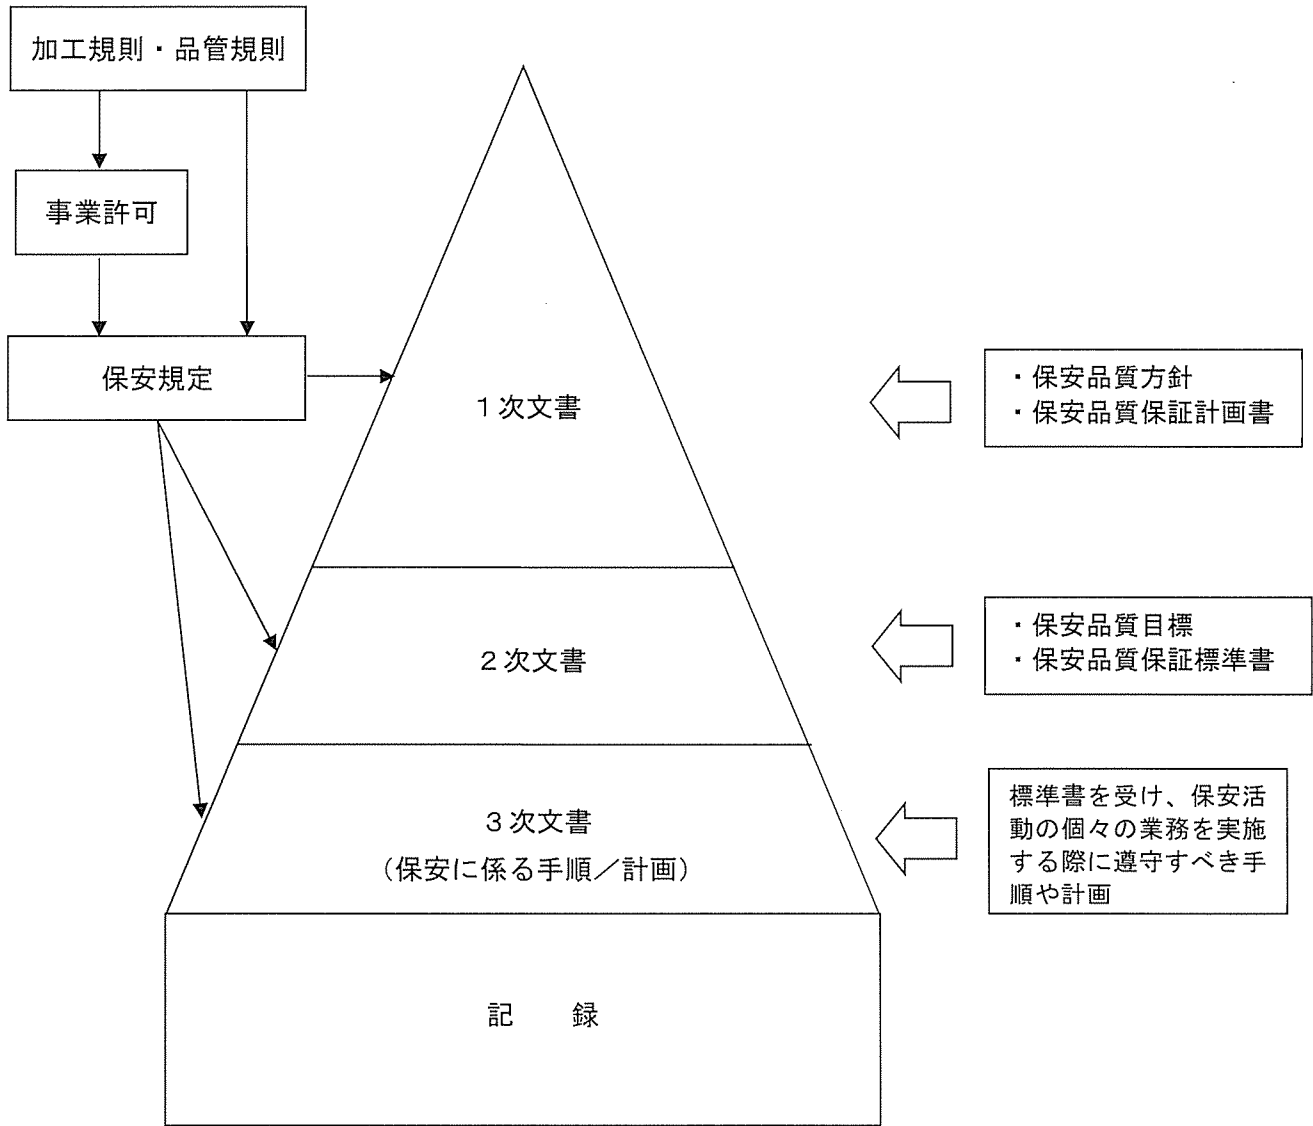 加工規則・品管規則
事業許可
保安規定
１次文書
・保安品質方針
・保安品質保証計画書
２次文書
・保安品質目標
・保安品質保証標準書
３次文書
（保安に係る手順／計画）
標準書を受け、保安活
動の個々の業務を実施
する際に遵守すべき手
順や計画
記　　録